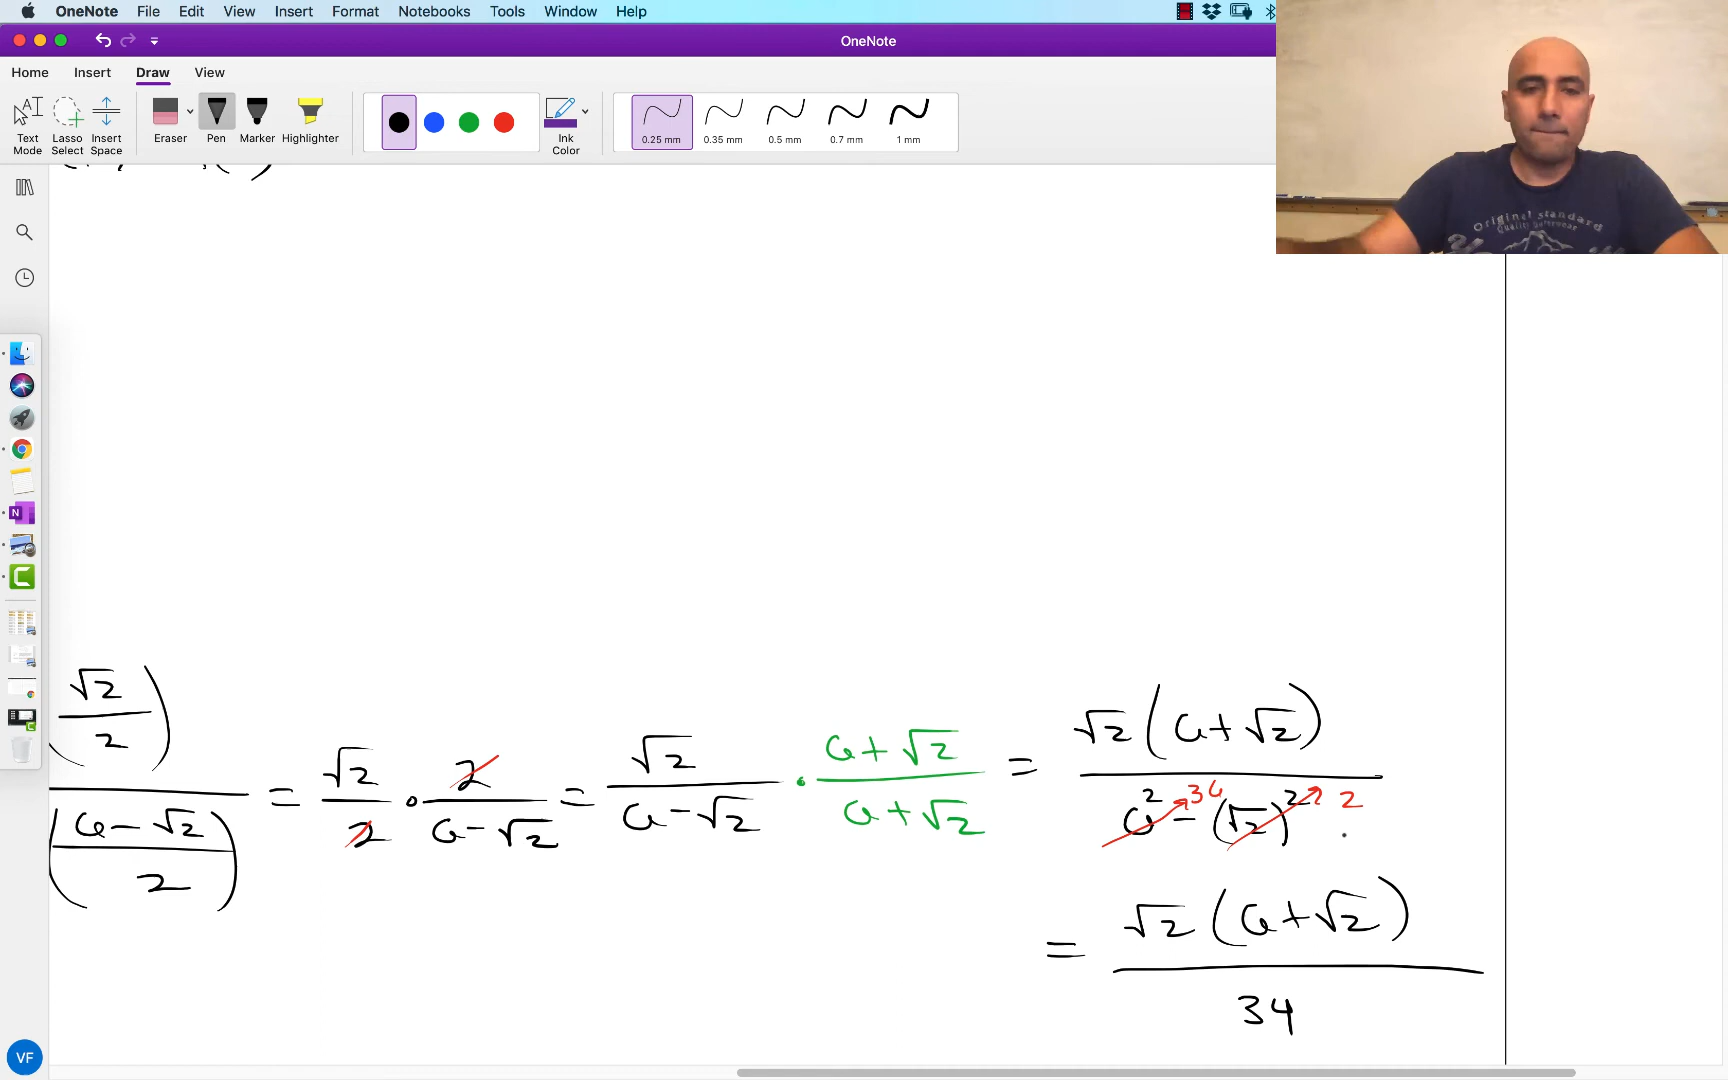 OneNote File Edit View Insert Format Notebooks Tools Window Help
OneNote
Home Insert Draw View
Text Mode Lasso Select Insert Space Eraser Pen Marker Highlighter Ink Color 0.25 mm 0.35 mm 0.5 mm 0.7 mm 1 mm
Original Standard
(√2/2) / ((6-√2)/2) = √2/2 · 2/(6-√2) = √2/(6-√2) · (6+√2)/(6+√2) = √2(6+√2)/(6²-(√2)²) 36 2
= √2(6+√2)/34
VF